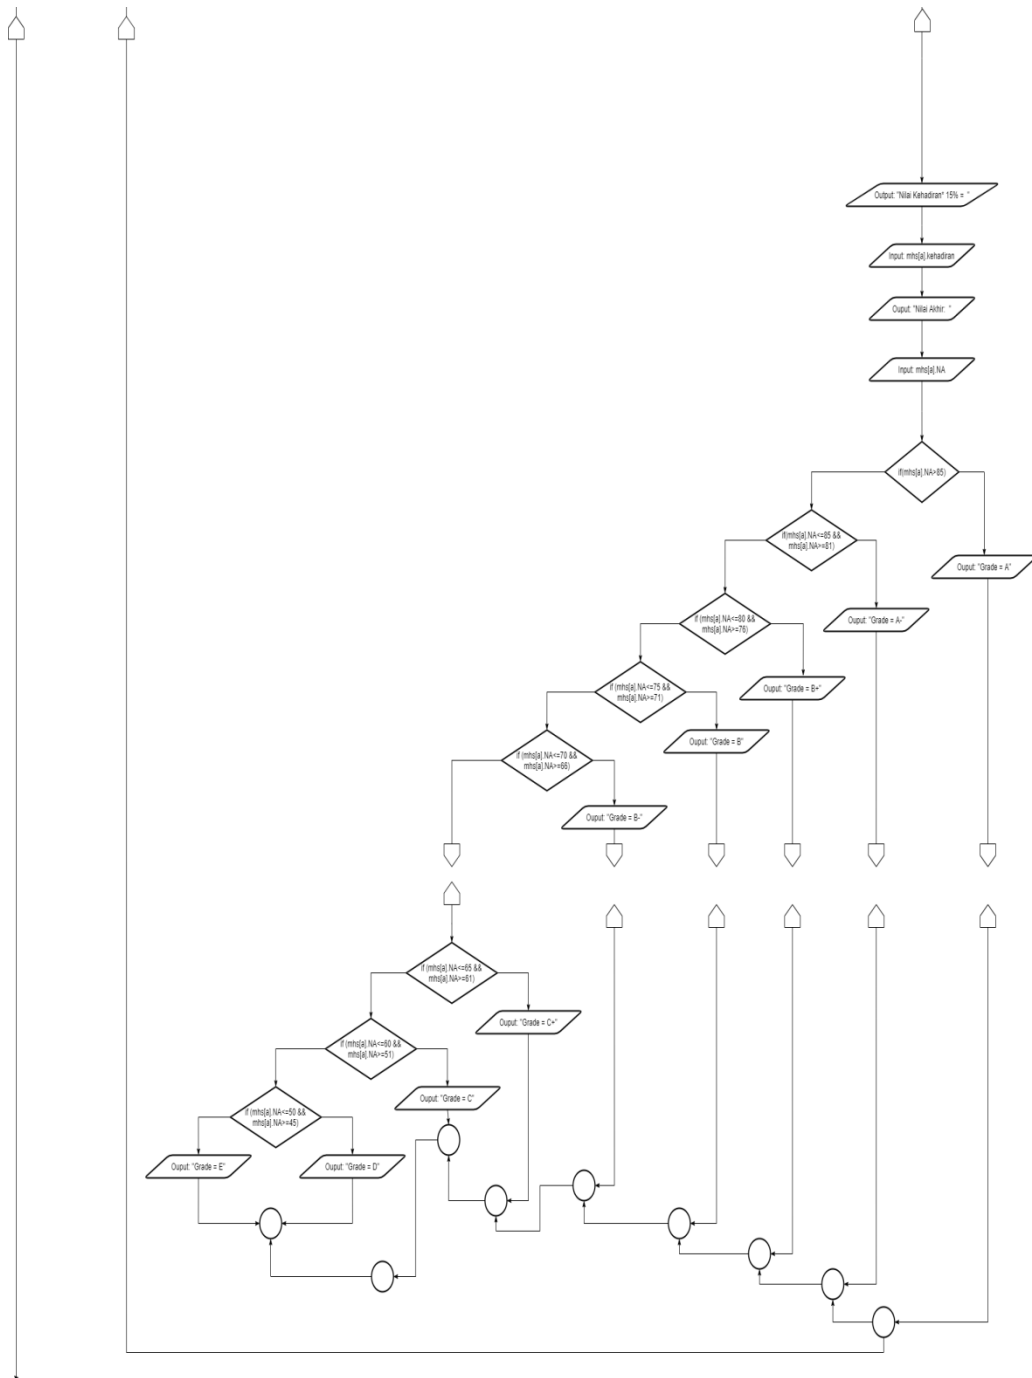 Output: "Nilai Kehadiran* 15% = "
Input: mhs[a].kehadiran
Ouput: "Nilai Akhir: "
Input: mhs[a].NA
if(mhs[a].NA>85)
if(mhs[a].NA<=85 &&
mhs[a].NA>=81)
Ouput: "Grade = A"
if (mhs[a].NA<=80 &&
mhs[a].NA>=76)
Ouput: "Grade = A-"
if (mhs[a].NA<=75 &&
mhs[a].NA>=71)
Ouput: "Grade = B+"
if (mhs[a].NA<=70 &&
mhs[a].NA>=66)
Ouput: "Grade = B"
Ouput: "Grade = B-"
if (mhs[a].NA<=65 &&
mhs[a].NA>=61)
Ouput: "Grade = C+"
if (mhs[a].NA<=60 &&
mhs[a].NA>=51)
Ouput: "Grade = C"
if (mhs[a].NA<=50 &&
mhs[a].NA>=45)
Ouput: "Grade = E"
Ouput: "Grade = D"